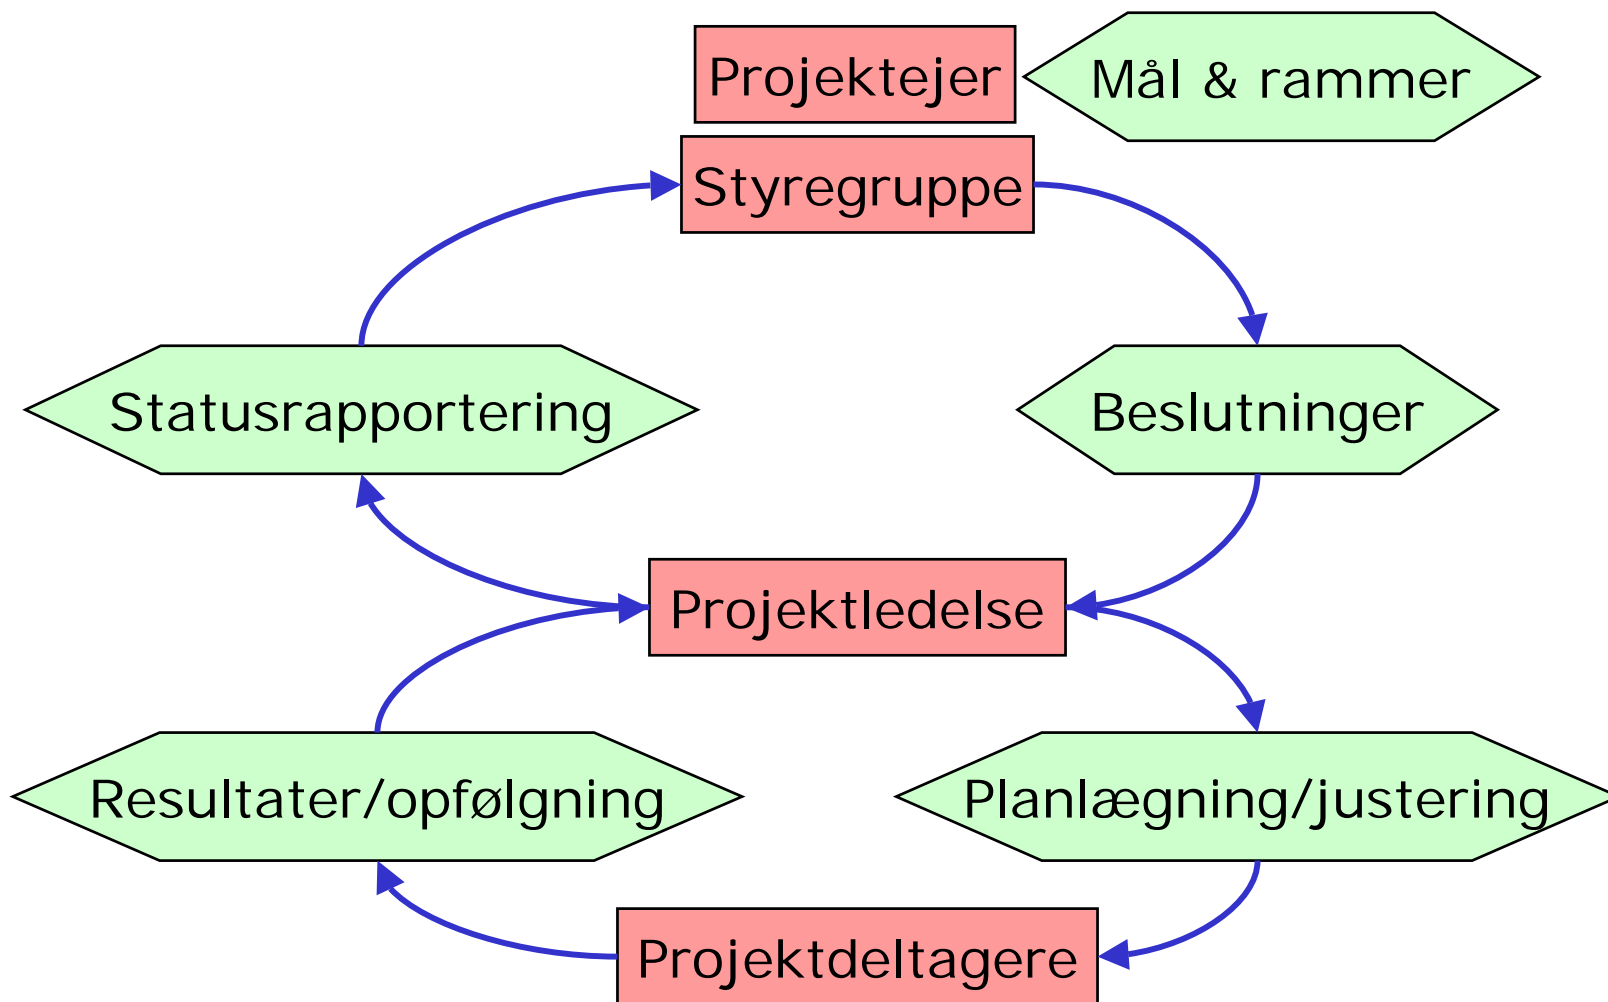 Projektejer
Mål & rammer
Styregruppe
Statusrapportering
Beslutninger
Projektledelse
Resultater/opfølgning
Planlægning/justering
Projektdeltagere